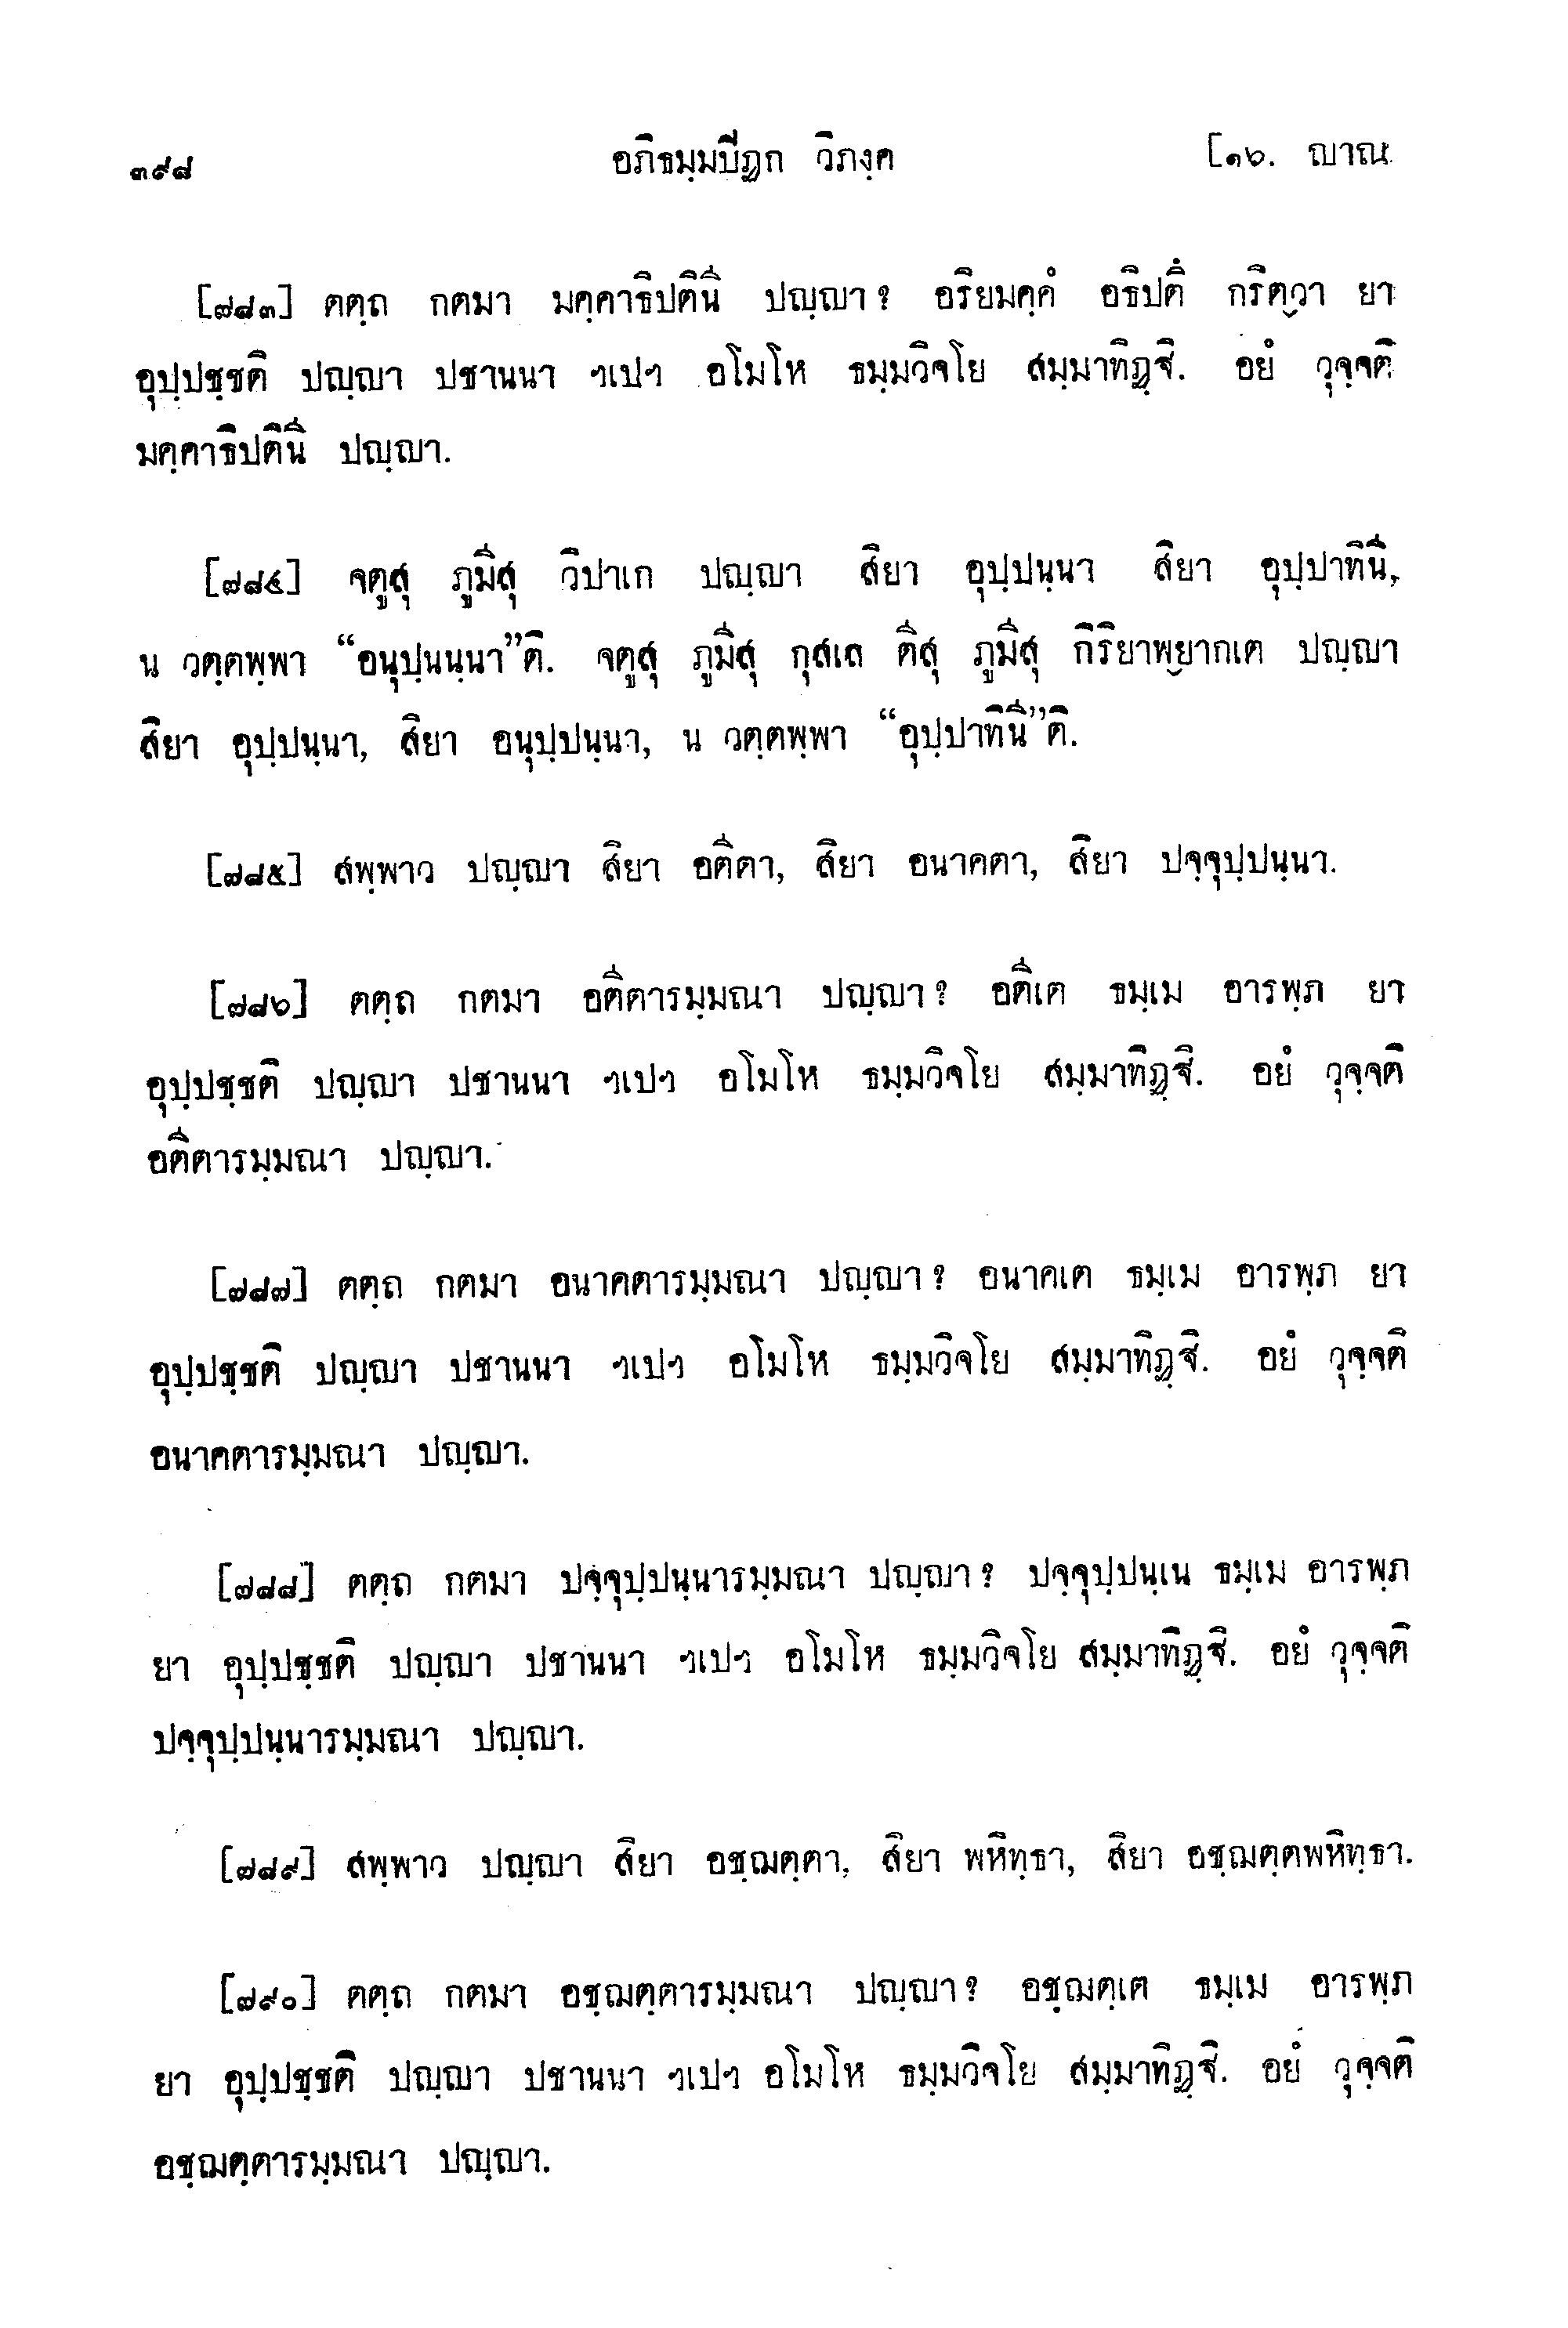 ๓๙๘ อภิธมฺมปีฏก วิภงฺค [๑๖. ญาณ
[๗๘๓] ตตฺถ กตมา มคฺคาธิปตินี ปญฺญา? อริยมคฺคํ อธิปตึ กริตฺวา ยา
อุปฺปชฺชติ ปญฺญา ปชานนา ฯเปฯ อโมโห ธมฺมวิจโย สมฺมาทิฏฺฐิ. อยํ วุจฺจติ
มคฺคาธิปตินี ปญฺญา.
[๗๘๔] จตูสุ ภูมีสุ วิปาเก ปญฺญา สิยา อุปฺปนฺนา สิยา อุปฺปาทินี,
น วตฺตพฺพา “อนุปฺนนฺนา”ติ. จตูสุ ภูมีสุ กุสเล ตีสุ ภูมีสุ กิริยาพฺยากเต ปญฺญา
สิยา อุปฺปนฺนา, สิยา อนุปฺปนฺนา, น วตฺตพฺพา “อุปฺปาทินี”ติ.
[๗๘๕] สพฺพาว ปญฺญา สิยา อตีตา, สิยา อนาคตา, สิยา ปจฺจุปฺปนฺนา.
[๗๘๖] ตตฺถ กตมา อตีตารมฺมณา ปญฺญา? อตีเต ธมฺเม อารพฺภ ยา
อุปฺปชฺชติ ปญฺญา ปชานนา ฯเปฯ อโมโห ธมฺมวิจโย สมฺมาทิฏฺฐิ. อยํ วุจฺจติ
อตีตารมฺมณา ปญฺญา.
[๗๘๗] ตตฺถ กตมา อนาคตารมฺมณา ปญฺญา? อนาคเต ธมฺเม อารพฺภ ยา
อุปฺปชฺชติ ปญฺญา ปชานนา ฯเปฯ อโมโห ธมฺมวิจโย สมฺมาทิฏฺฐิ. อยํ วุจฺจติ
อนาคตารมฺมณา ปญฺญา.
[๗๘๘] ตตฺถ กตมา ปจฺจุปฺปนฺนารมฺมณา ปญฺญา? ปจฺจุปฺปนฺเน ธมฺเม อารพฺภ
ยา อุปฺปชฺชติ ปญฺญา ปชานนา ฯเปฯ อโมโห ธมฺมวิจโย สมฺมาทิฏฺฐิ. อยํ วุจฺจติ
ปจฺจุปฺปนฺนารมฺมณา ปญฺญา.
[๗๘๙] สพฺพาว ปญฺญา สิยา อชฺฌตฺตา, สิยา พหิทฺธา, สิยา อชฺฌตฺตพหิทฺธา.
[๗๙๐] ตตฺถ กตมา อชฺฌตฺตารมฺมณา ปญฺญา? อชฺฌตฺเต ธมฺเม อารพฺภ
ยา อุปฺปชฺชติ ปญฺญา ปชานนา ฯเปฯ อโมโห ธมฺมวิจโย สมฺมาทิฏฺฐิ. อยํ วุจฺจติ
อชฺฌตฺตารมฺมณา ปญฺญา.